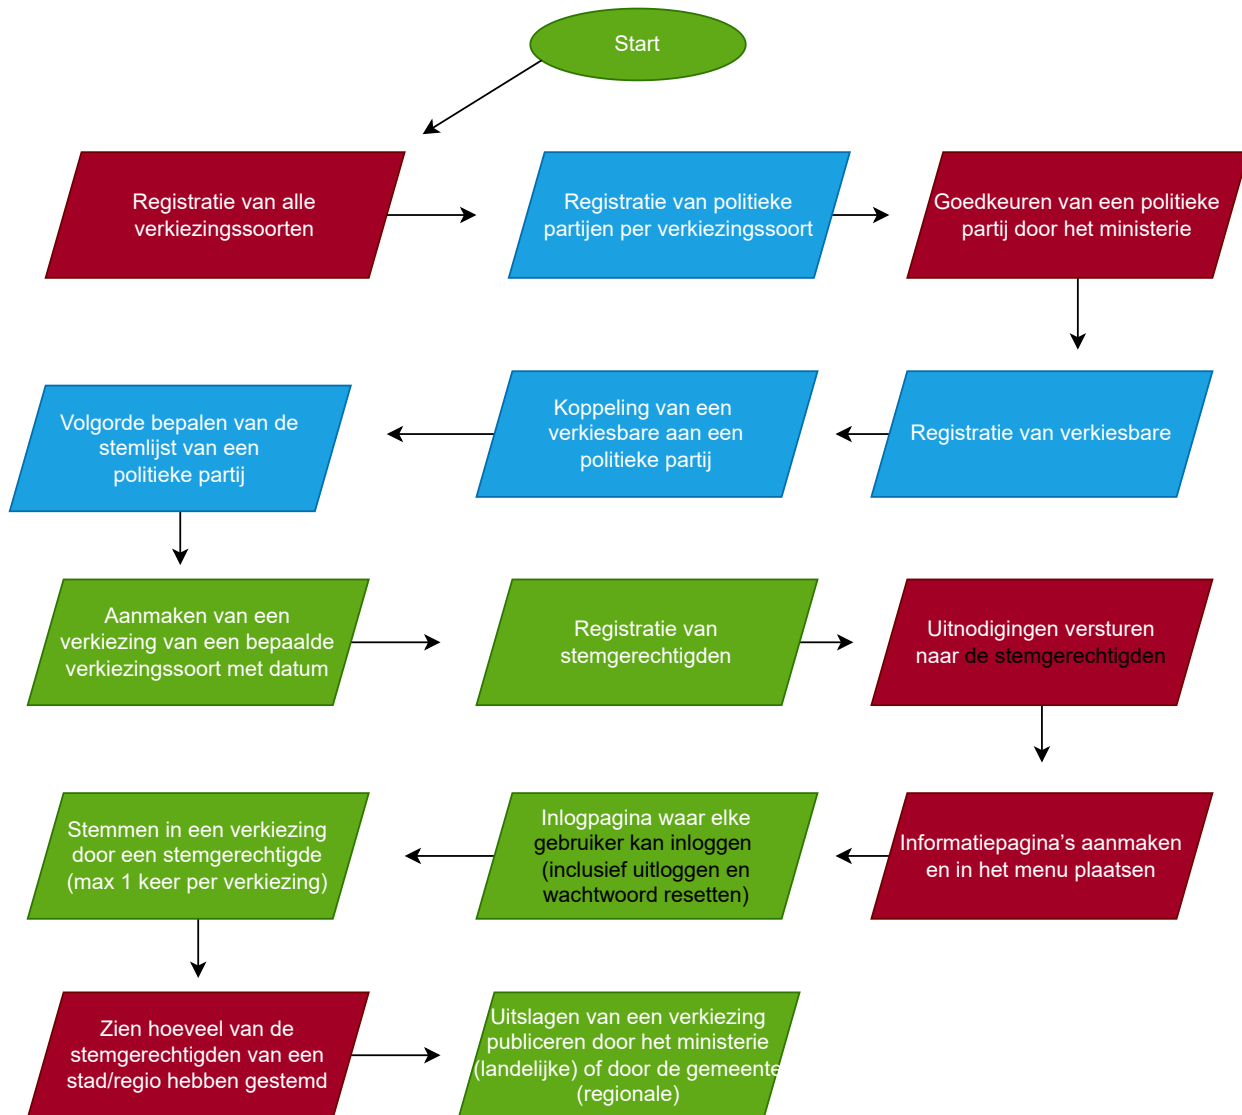 Start
Registratie van alle
verkiezingssoorten
Registratie van politieke
partijen per verkiezingssoort
Goedkeuren van een politieke
partij door het ministerie
Registratie van verkiesbare
Koppeling van een
verkiesbare aan een
politieke partij
Volgorde bepalen van de
stemlijst van een
politieke partij
Aanmaken van een
verkiezing van een bepaalde
verkiezingssoort met datum
Registratie van
stemgerechtigden
Uitnodigingen versturen
naar de stemgerechtigden
Informatiepagina’s aanmaken
en in het menu plaatsen
Inlogpagina waar elke
gebruiker kan inloggen
(inclusief uitloggen en
wachtwoord resetten)
Stemmen in een verkiezing
door een stemgerechtigde
(max 1 keer per verkiezing)
Zien hoeveel van de
stemgerechtigden van een
stad/regio hebben gestemd
Uitslagen van een verkiezing
publiceren door het ministerie
(landelijke) of door de gemeente
(regionale)